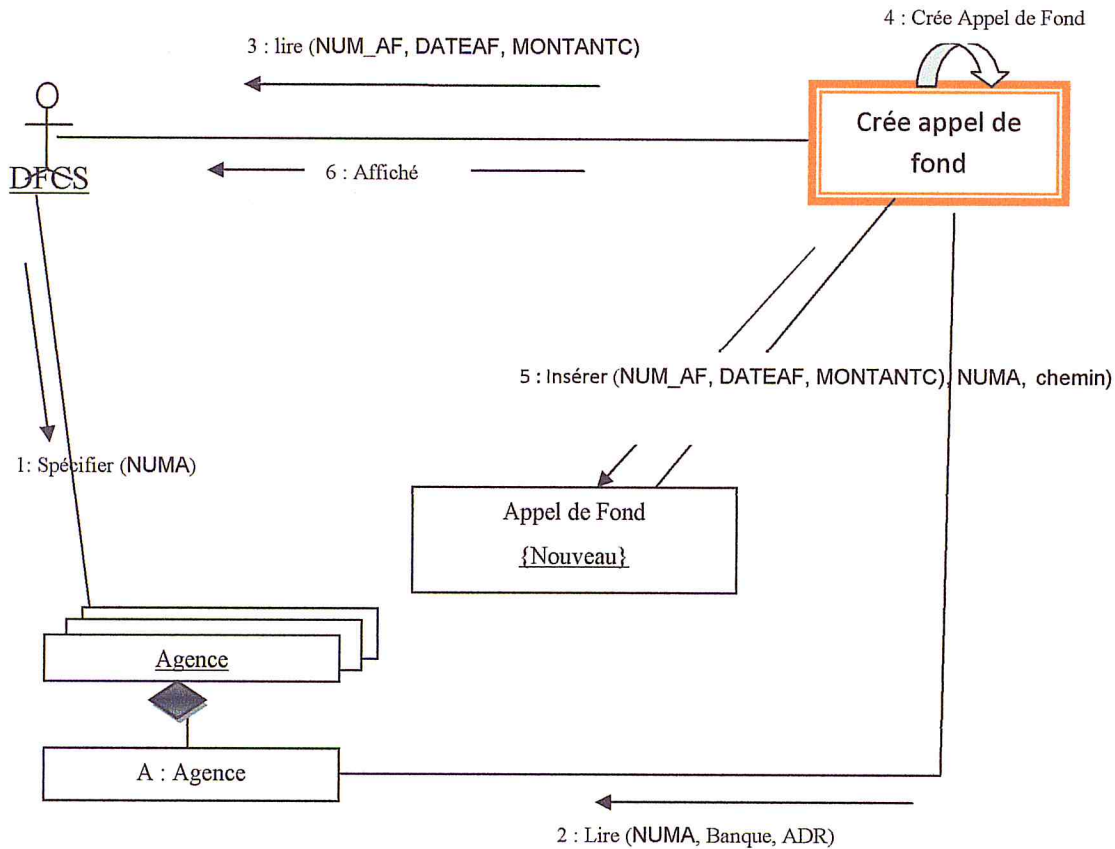 4 : Crée Appel de Fond
3 : lire (NUM_AF, DATEAF, MONTANTC)
Crée appel de
fond
6 : Affiché
DFCS
5 : Insérer (NUM_AF, DATEAF, MONTANTC), NUMA, chemin)
1: Spécifier (NUMA)
Appel de Fond
{Nouveau}
Agence
A : Agence
2 : Lire (NUMA, Banque, ADR)